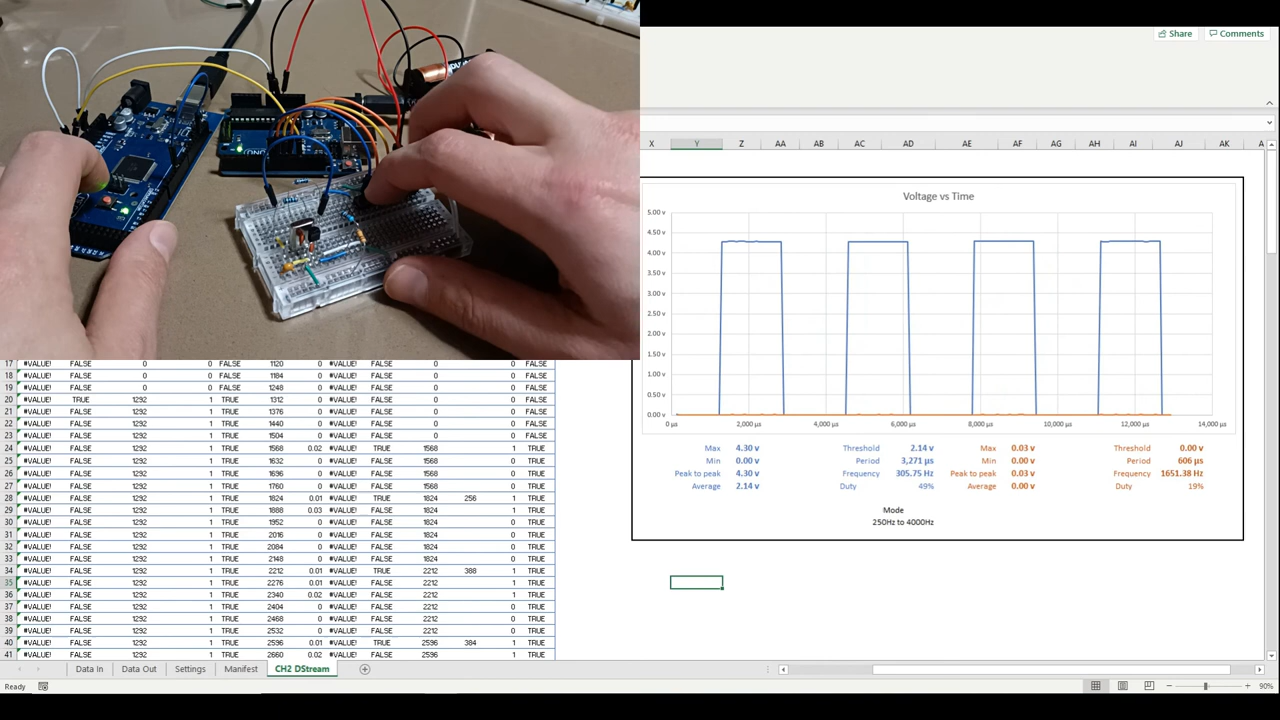 Share Comments
X Y Z AA AB AC AD AE AF AG AH AI AJ AK A
Voltage vs Time
5.00 v
4.50 v
4.00 v
3.50 v
3.00 v
2.50 v
2.00 v
1.50 v
1.00 v
0.50 v
0.00 v
0 µs 2,000 µs 4,000 µs 6,000 µs 8,000 µs 10,000 µs 12,000 µs 14,000 µs
Max 4.30 v Threshold 2.14 v Max 0.03 v Threshold 0.00 v
Min 0.00 v Period 3,271 µs Min 0.00 v Period 606 µs
Peak to peak 4.30 v Frequency 305.75 Hz Peak to peak 0.03 v Frequency 1651.38 Hz
Average 2.14 v Duty 49% Average 0.00 v Duty 19%
Mode
250Hz to 4000Hz
UNO
17 #VALUE! FALSE 0 0 FALSE 1120 0 #VALUE! FALSE 0 0 FALSE
18 #VALUE! FALSE 0 0 FALSE 1184 0 #VALUE! FALSE 0 0 FALSE
19 #VALUE! FALSE 0 0 FALSE 1248 0 #VALUE! FALSE 0 0 FALSE
20 #VALUE! TRUE 1292 1 TRUE 1312 0 #VALUE! FALSE 0 0 FALSE
21 #VALUE! FALSE 1292 1 TRUE 1376 0 #VALUE! FALSE 0 0 FALSE
22 #VALUE! FALSE 1292 1 TRUE 1440 0 #VALUE! FALSE 0 0 FALSE
23 #VALUE! FALSE 1292 1 TRUE 1504 0 #VALUE! FALSE 0 0 FALSE
24 #VALUE! FALSE 1292 1 TRUE 1568 0.02 #VALUE! TRUE 1568 1 TRUE
25 #VALUE! FALSE 1292 1 TRUE 1632 0 #VALUE! FALSE 1568 0 TRUE
26 #VALUE! FALSE 1292 1 TRUE 1696 0 #VALUE! FALSE 1568 0 TRUE
27 #VALUE! FALSE 1292 1 TRUE 1760 0 #VALUE! FALSE 1568 0 TRUE
28 #VALUE! FALSE 1292 1 TRUE 1824 0.01 #VALUE! TRUE 1824 256 1 TRUE
29 #VALUE! FALSE 1292 1 TRUE 1888 0.03 #VALUE! FALSE 1824 1 TRUE
30 #VALUE! FALSE 1292 1 TRUE 1952 0 #VALUE! FALSE 1824 0 TRUE
31 #VALUE! FALSE 1292 1 TRUE 2016 0 #VALUE! FALSE 1824 0 TRUE
32 #VALUE! FALSE 1292 1 TRUE 2084 0 #VALUE! FALSE 1824 0 TRUE
33 #VALUE! FALSE 1292 1 TRUE 2148 0 #VALUE! FALSE 1824 0 TRUE
34 #VALUE! FALSE 1292 1 TRUE 2212 0.01 #VALUE! TRUE 2212 388 1 TRUE
35 #VALUE! FALSE 1292 1 TRUE 2276 0.01 #VALUE! FALSE 2212 1 TRUE
36 #VALUE! FALSE 1292 1 TRUE 2340 0.02 #VALUE! FALSE 2212 1 TRUE
37 #VALUE! FALSE 1292 1 TRUE 2404 0 #VALUE! FALSE 2212 0 TRUE
38 #VALUE! FALSE 1292 1 TRUE 2468 0 #VALUE! FALSE 2212 0 TRUE
39 #VALUE! FALSE 1292 1 TRUE 2532 0 #VALUE! FALSE 2212 0 TRUE
40 #VALUE! FALSE 1292 1 TRUE 2596 0.01 #VALUE! TRUE 2596 384 1 TRUE
41 #VALUE! FALSE 1292 1 TRUE 2660 0.02 #VALUE! FALSE 2596 1 TRUE
Data In Data Out Settings Manifest CH2 DStream
Ready 90%